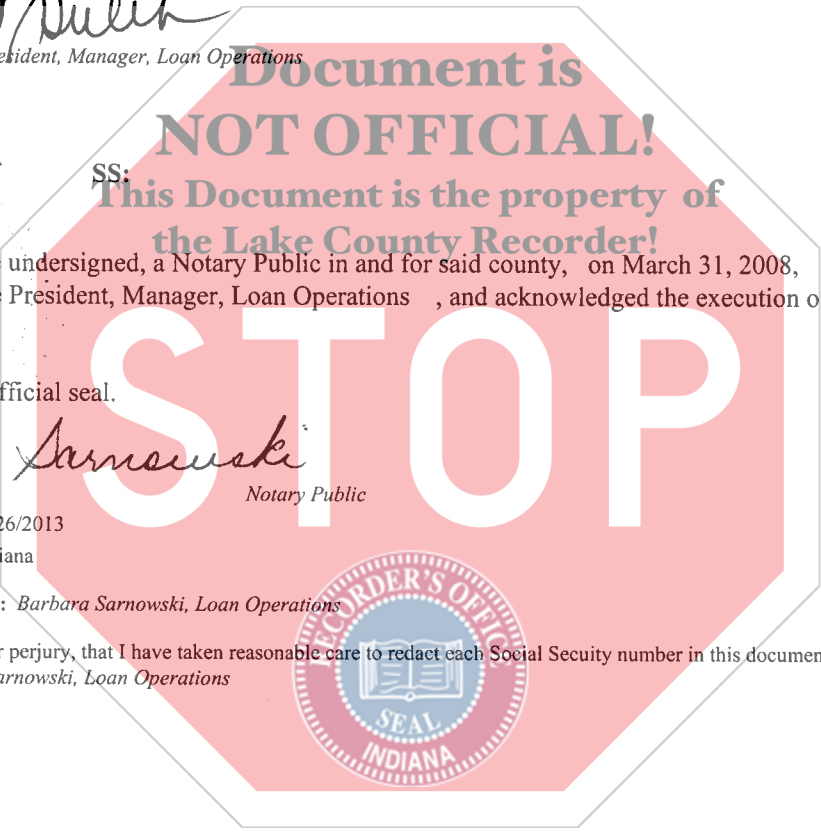 Document is
esident, Manager, Loan Operations
NOT OFFICIAL!
SS:
This Document is the property of
the Lake County Recorder!
undersigned, a Notary Public in and for said county, on March 31, 2008,
President, Manager, Loan Operations , and acknowledged the execution o
STOP
fficial seal.
Sarnowski
Notary Public
26/2013
iana
: Barbara Sarnowski, Loan Operations
RECORDER'S OFFIC
r perjury, that I have taken reasonable care to redact each Social Secuity number in this documen
arnowski, Loan Operations
SEAL
INDIANA